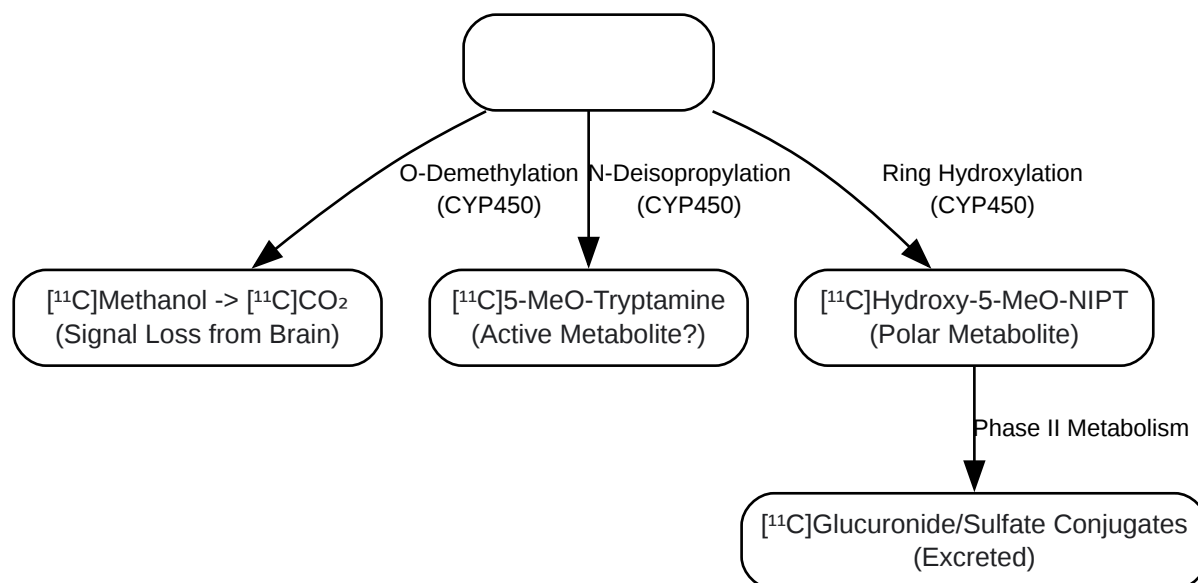 O-Demethylation
(CYP450)
N-Deisopropylation
(CYP450)
Ring Hydroxylation
(CYP450)
[¹¹C]Methanol -> [¹¹C]CO₂
(Signal Loss from Brain)
[¹¹C]5-MeO-Tryptamine
(Active Metabolite?)
[¹¹C]Hydroxy-5-MeO-NIPT
(Polar Metabolite)
Phase II Metabolism
[¹¹C]Glucuronide/Sulfate Conjugates
(Excreted)